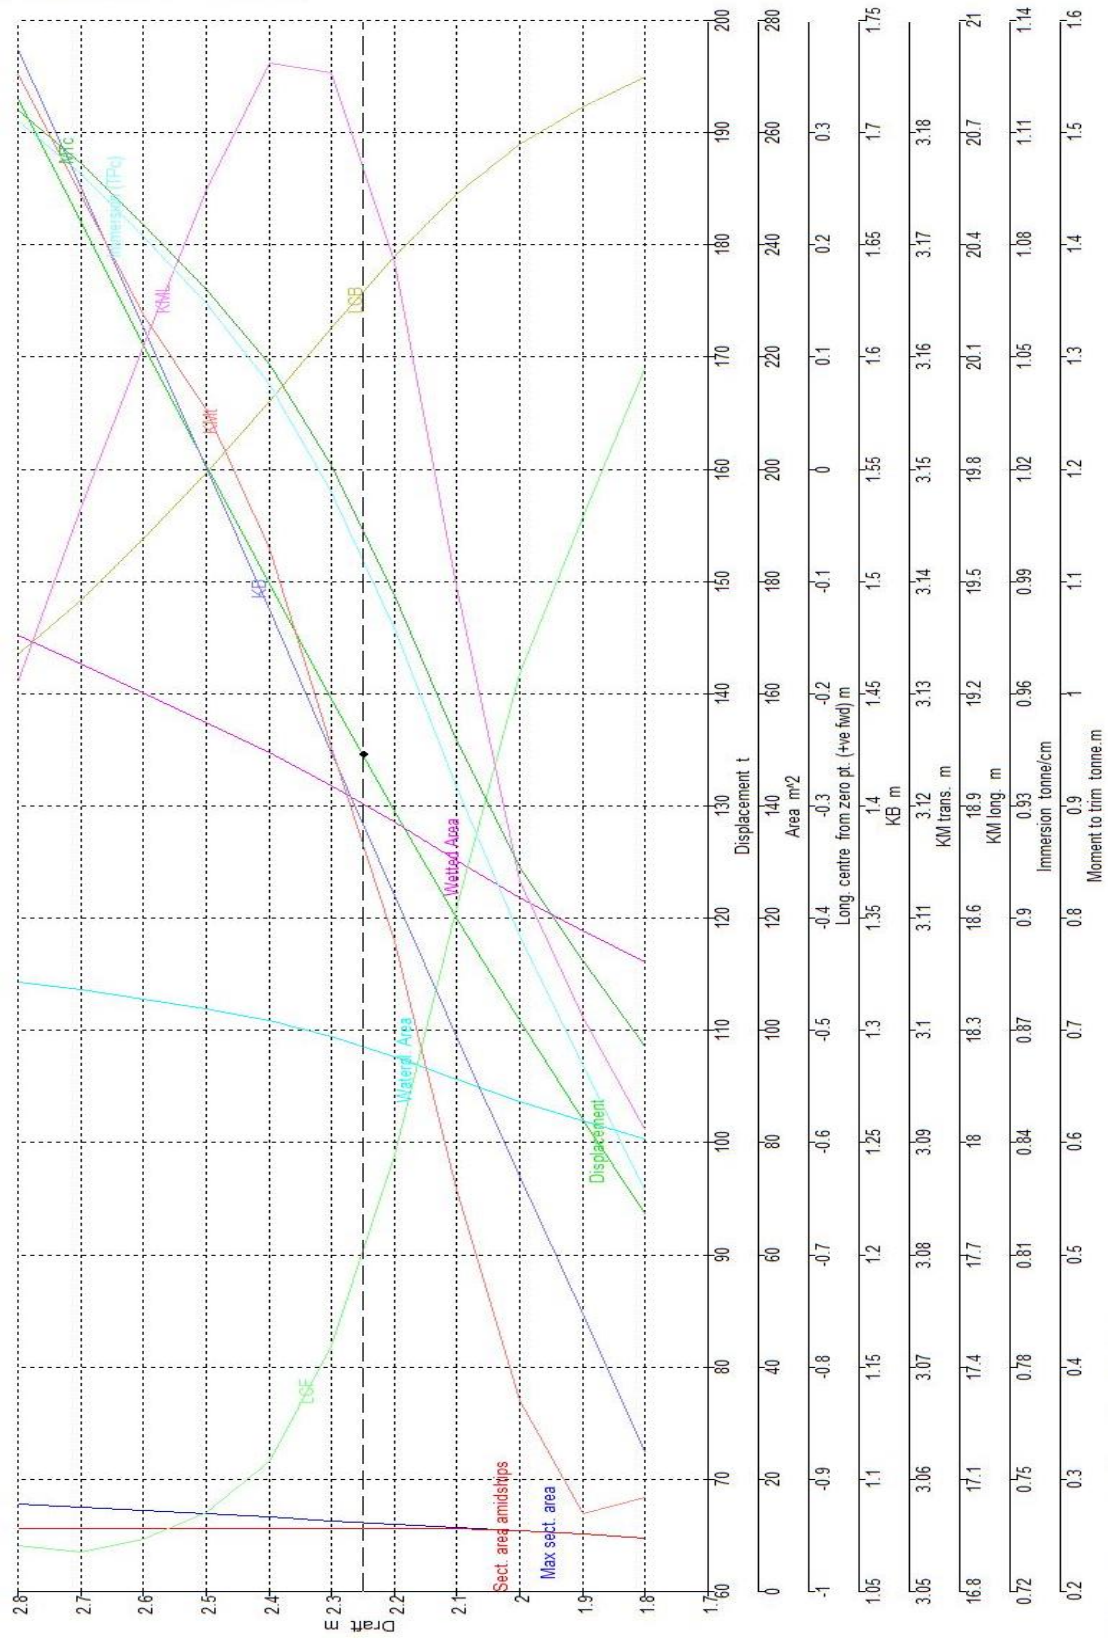 2.8
2.7
MTc
2.6
Immersion (TPc)
KML
2.5
KMt
2.4
KB
LCB
2.3
Draft m
LCF
2.2
Wateral. Area
2.1
Wetted Area
2
Sect. area amidships
Max sect. area
1.9
Displacement
1.8
1.7
60 70 80 90 100 110 120 130 140 150 160 170 180 190 200
Displacement t
0 20 40 60 80 100 120 140 160 180 200 220 240 260 280
Area m^2
-1 -0.9 -0.8 -0.7 -0.6 -0.5 -0.4 -0.3 -0.2 -0.1 0 0.1 0.2 0.3
Long. centre from zero pt. (+ve fwd) m
1.05 1.1 1.15 1.2 1.25 1.3 1.35 1.4 1.45 1.5 1.55 1.6 1.65 1.7 1.75
KB m
3.05 3.06 3.07 3.08 3.09 3.1 3.11 3.12 3.13 3.14 3.15 3.16 3.17 3.18
KM trans. m
16.8 17.1 17.4 17.7 18 18.3 18.6 18.9 19.2 19.5 19.8 20.1 20.4 20.7 21
KM long. m
0.72 0.75 0.78 0.81 0.84 0.87 0.9 0.93 0.96 0.99 1.02 1.05 1.08 1.11 1.14
Immersion tonne/cm
0.2 0.3 0.4 0.5 0.6 0.7 0.8 0.9 1 1.1 1.2 1.3 1.4 1.5 1.6
Moment to trim tonne.m